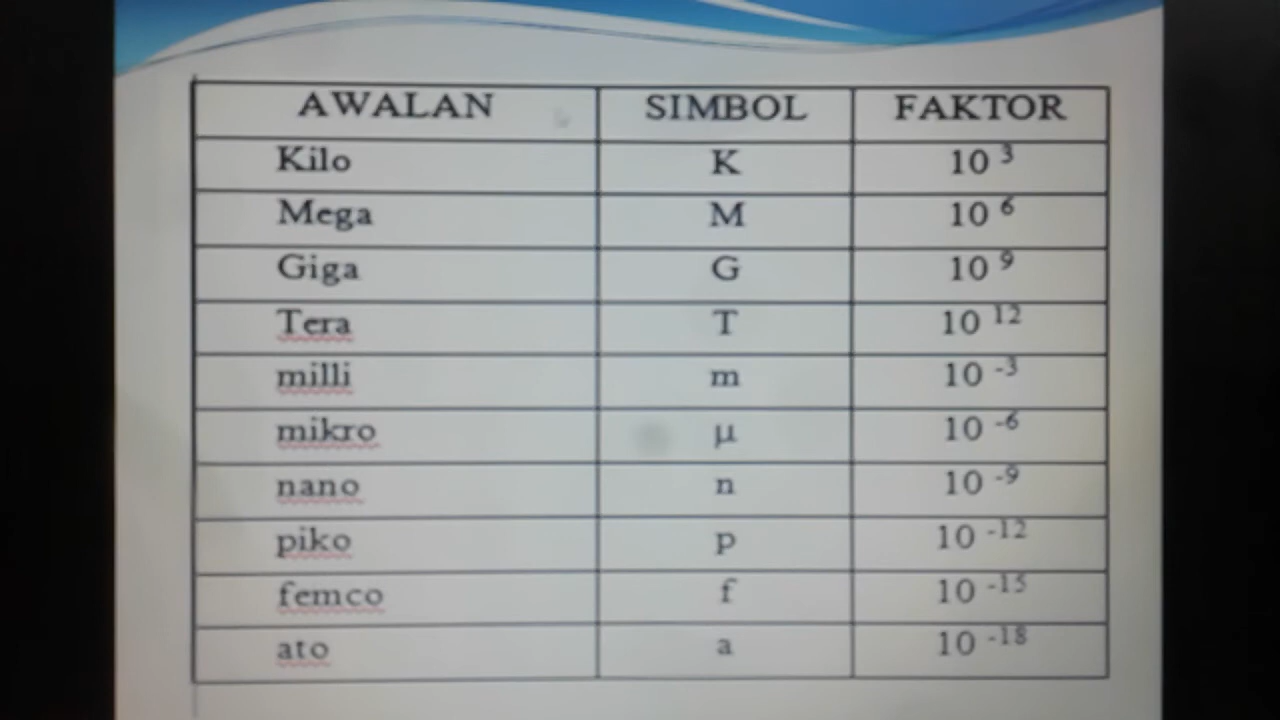 AWALAN SIMBOL FAKTOR
Kilo K 10 ³
Mega M 10 ⁶
Giga G 10 ⁹
Tera T 10 ¹²
milli m 10 ⁻³
mikro µ 10 ⁻⁶
nano n 10 ⁻⁹
piko p 10 ⁻¹²
femco f 10 ⁻¹⁵
ato a 10 ⁻¹⁸